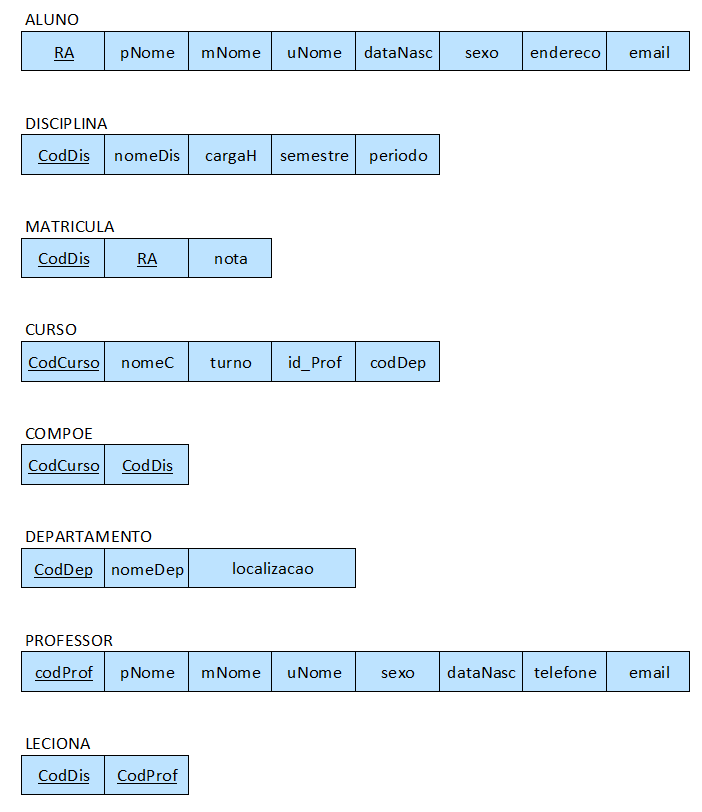 ALUNO
RA pNome mNome uNome dataNasc sexo endereco email
DISCIPLINA
CodDis nomeDis cargaH semestre periodo
MATRICULA
CodDis RA nota
CURSO
CodCurso nomeC turno id_Prof codDep
COMPOE
CodCurso CodDis
DEPARTAMENTO
CodDep nomeDep localizacao
PROFESSOR
codProf pNome mNome uNome sexo dataNasc telefone email
LECIONA
CodDis CodProf